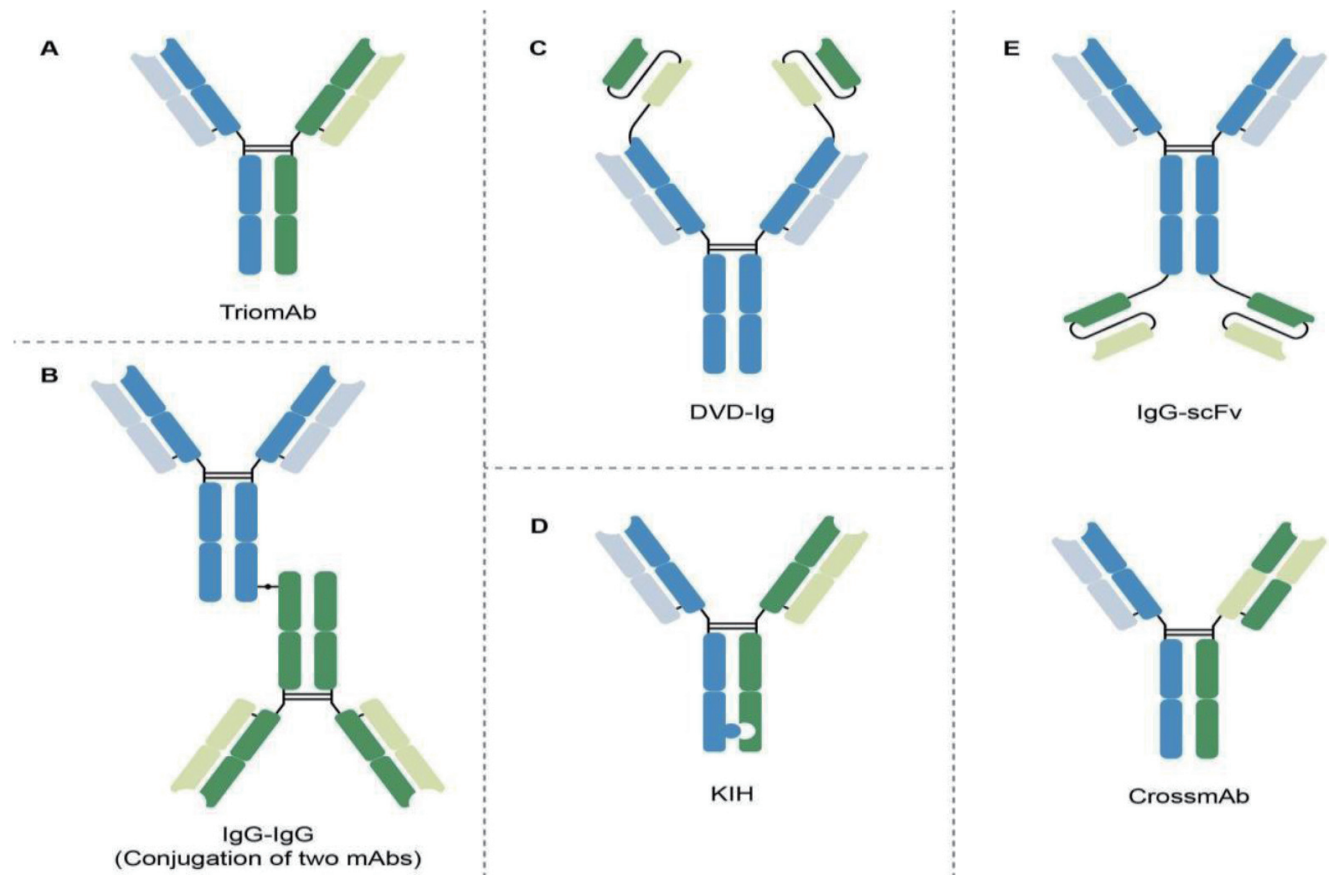 A
TriomAb
B
IgG-IgG
(Conjugation of two mAbs)
C
DVD-Ig
D
KIH
E
IgG-scFv
CrossmAb